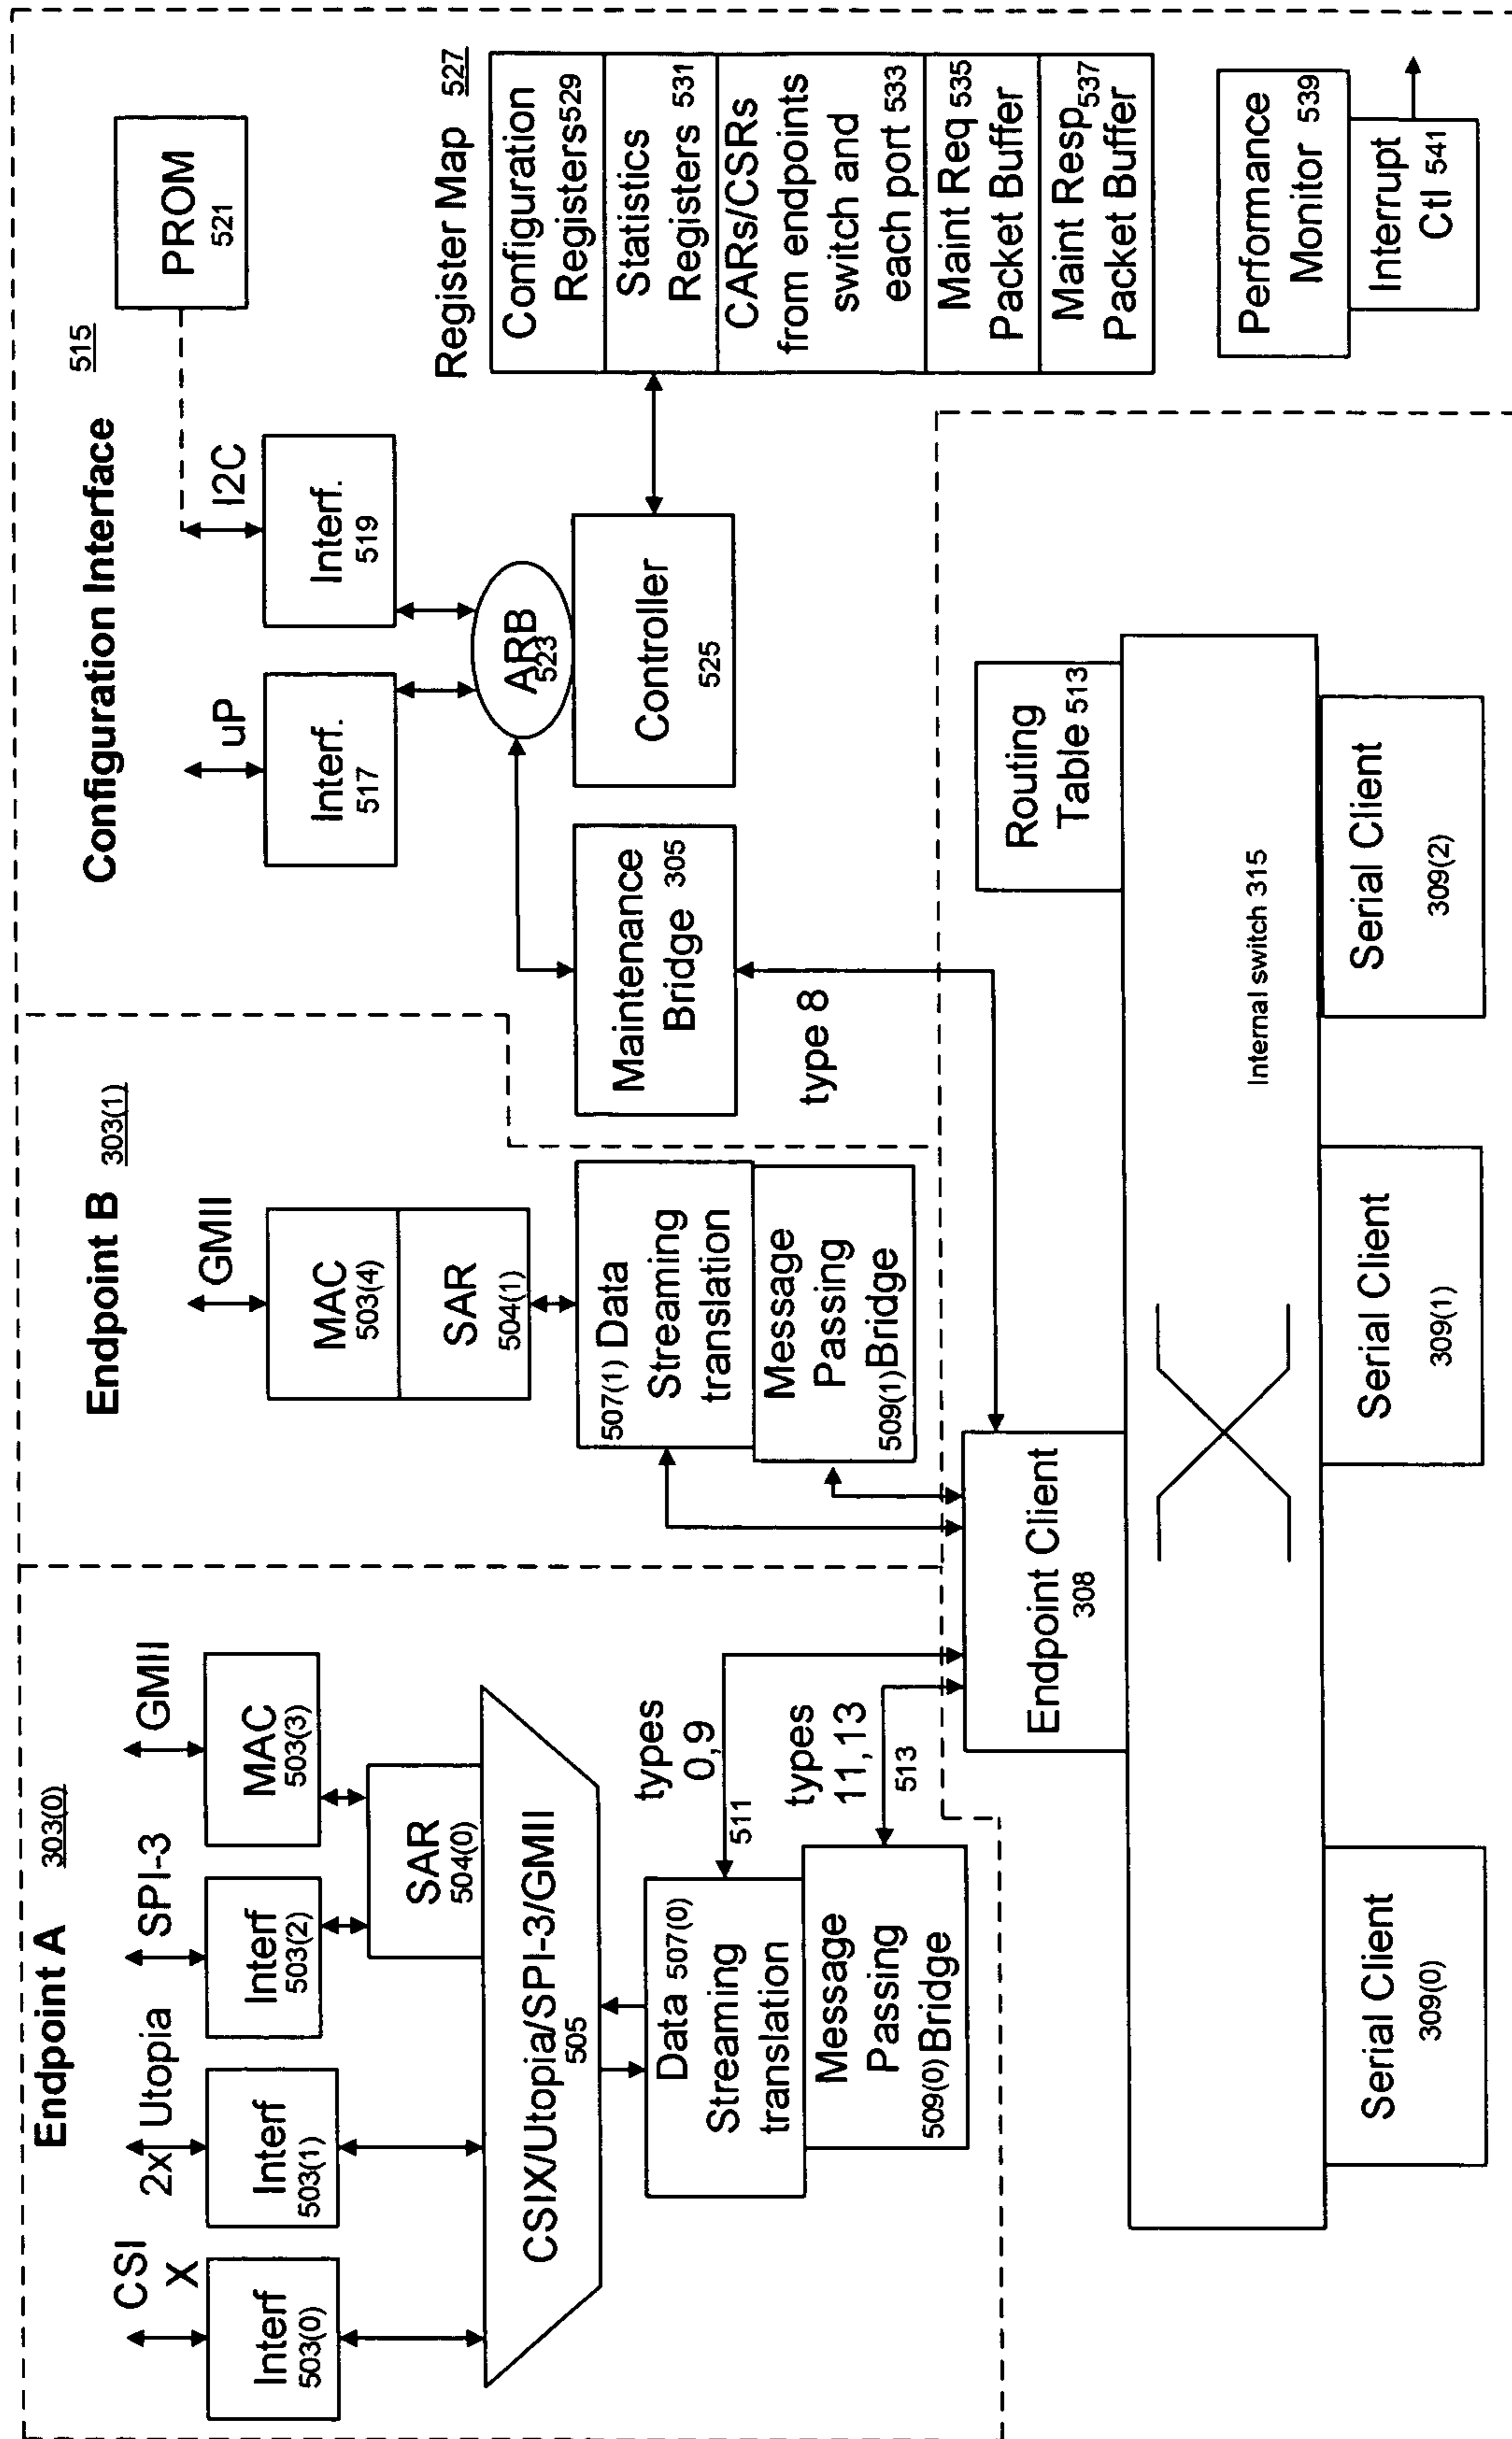 Endpoint A 303(0)
CSI
X
2x Utopia
SPI-3
GMII
Interf
503(0)
Interf
503(1)
Interf
503(2)
MAC
503(3)
SAR
504(0)
CSIX/Utopia/SPI-3/GMII
505
Data 507(0)
Streaming
translation
Message
Passing
509(0) Bridge
types
0,9
511
types
11,13
513
Endpoint B 303(1)
GMII
MAC
503(4)
SAR
504(1)
507(1) Data
Streaming
translation
Message
Passing
509(1) Bridge
Configuration Interface 515
uP
I2C
Interf.
517
Interf.
519
PROM
521
ARB
523
Controller
525
Maintenance
Bridge 305
type 8
Register Map 527
Configuration
Registers 529
Statistics
Registers 531
CARs/CSRs
from endpoints
switch and
each port 533
Maint Req 535
Packet Buffer
Maint Resp 537
Packet Buffer
Performance
Monitor 539
Interrupt
Ctl 541
Endpoint Client
308
Routing
Table 513
Internal switch 315
Serial Client
309(0)
Serial Client
309(1)
Serial Client
309(2)